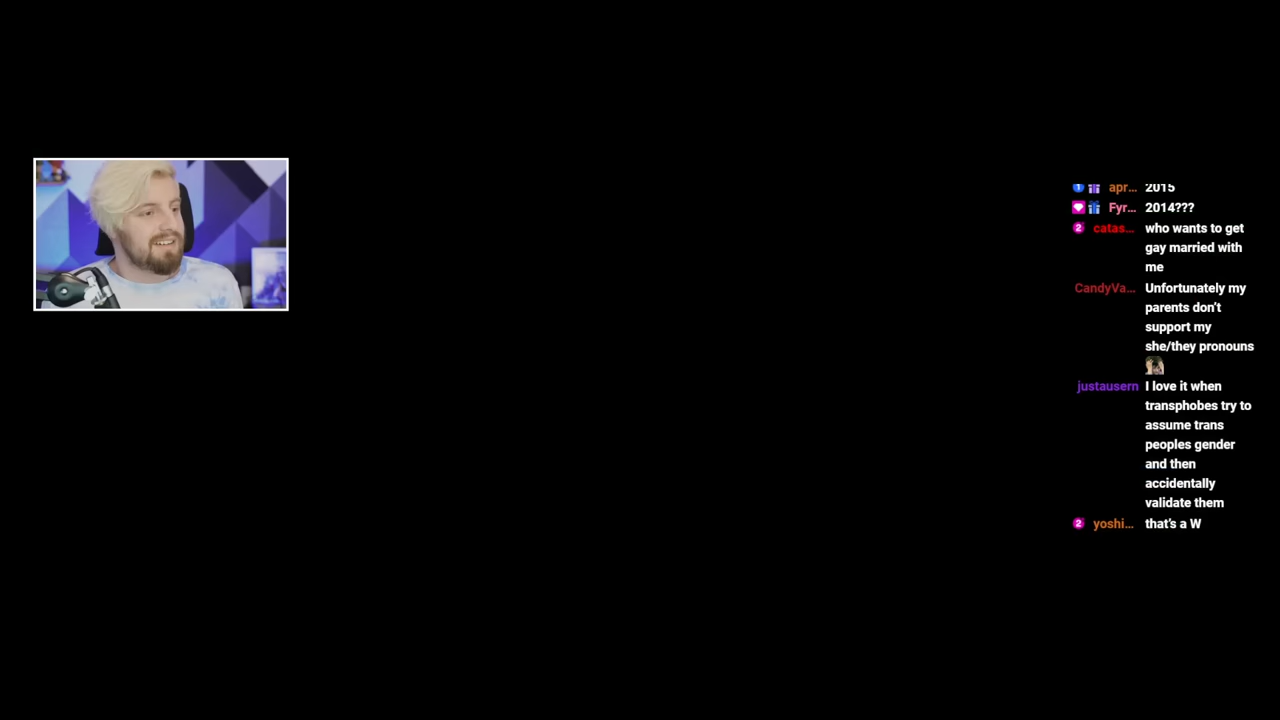 apr... 2015
Fyr... 2014???
catas... who wants to get
gay married with
me
CandyVa... Unfortunately my
parents don't
support my
she/they pronouns
justausern I love it when
transphobes try to
assume trans
peoples gender
and then
accidentally
validate them
yoshi... that's a W